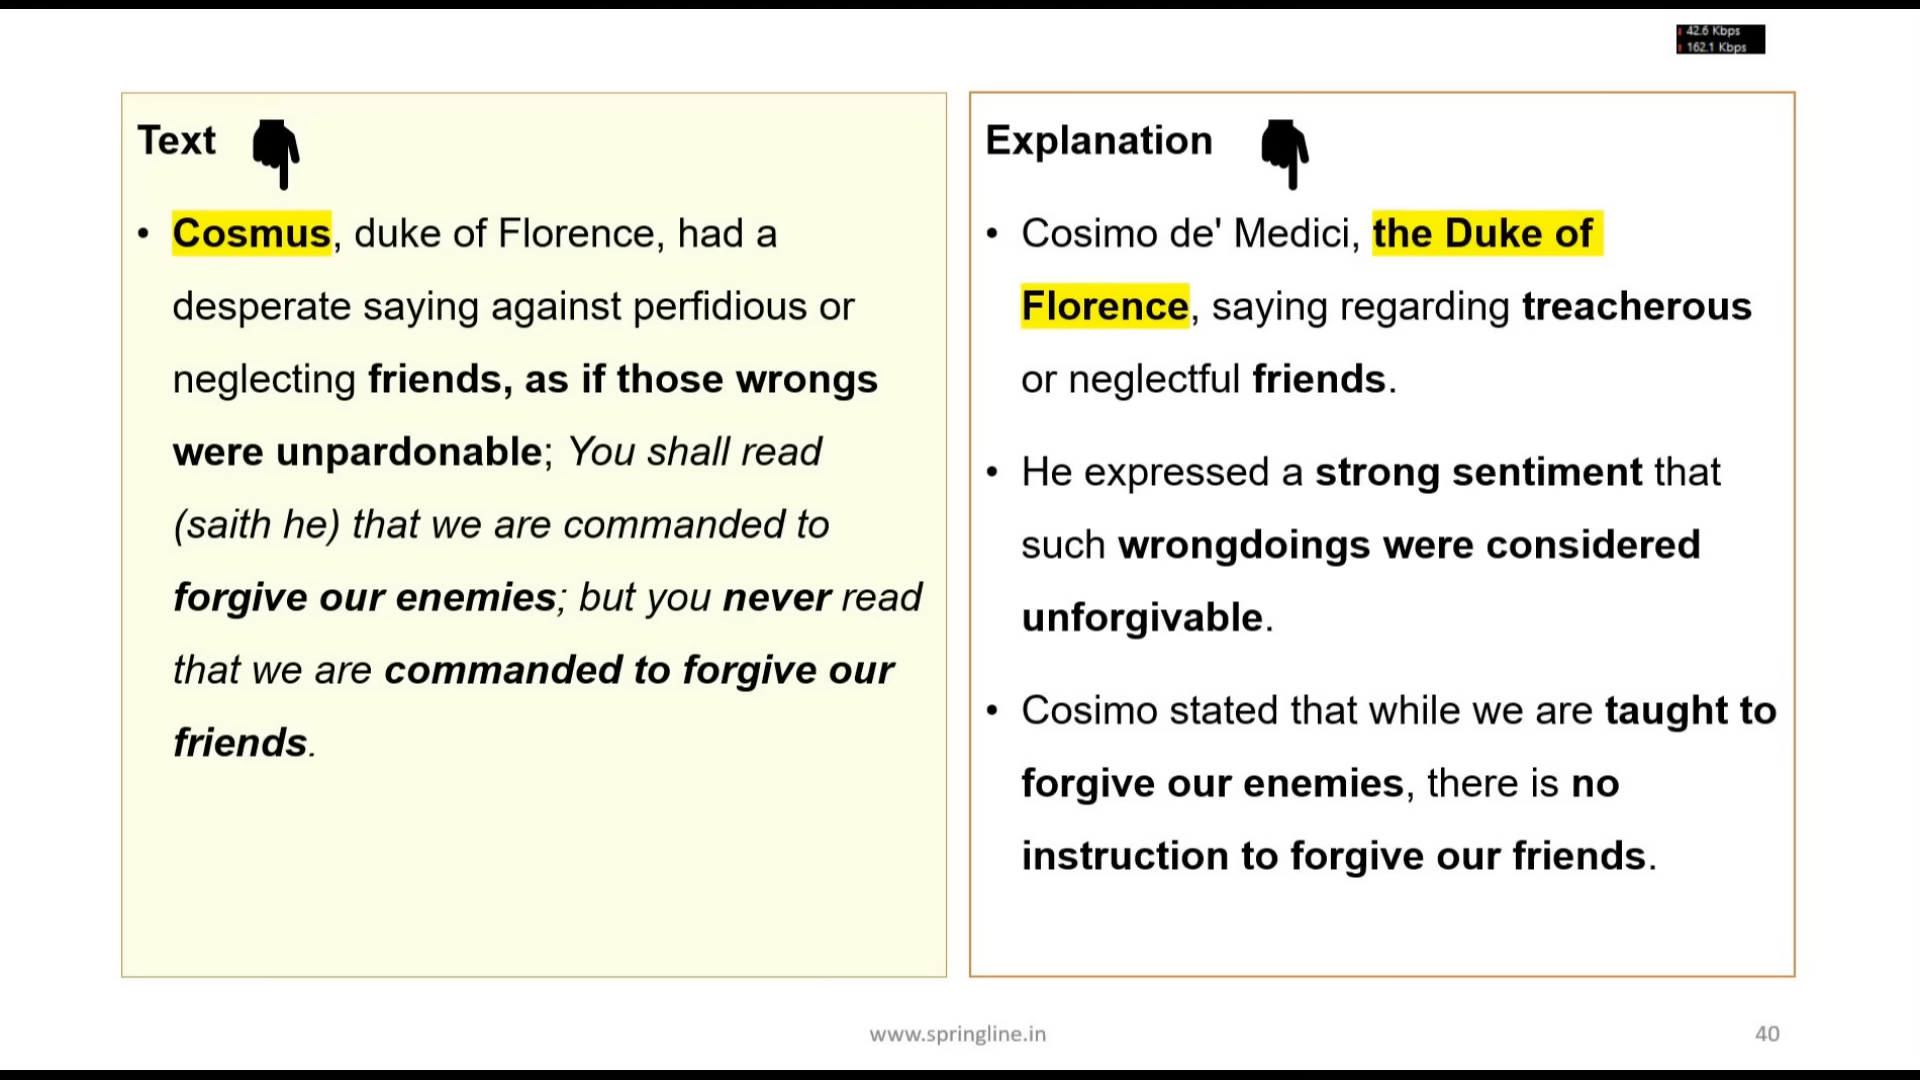 42.6 Kbps
162.1 Kbps
Text
• Cosmus, duke of Florence, had a
desperate saying against perfidious or
neglecting friends, as if those wrongs
were unpardonable; You shall read
(saith he) that we are commanded to
forgive our enemies; but you never read
that we are commanded to forgive our
friends.
Explanation
• Cosimo de' Medici, the Duke of
Florence, saying regarding treacherous
or neglectful friends.
• He expressed a strong sentiment that
such wrongdoings were considered
unforgivable.
• Cosimo stated that while we are taught to
forgive our enemies, there is no
instruction to forgive our friends.
www.springline.in
40